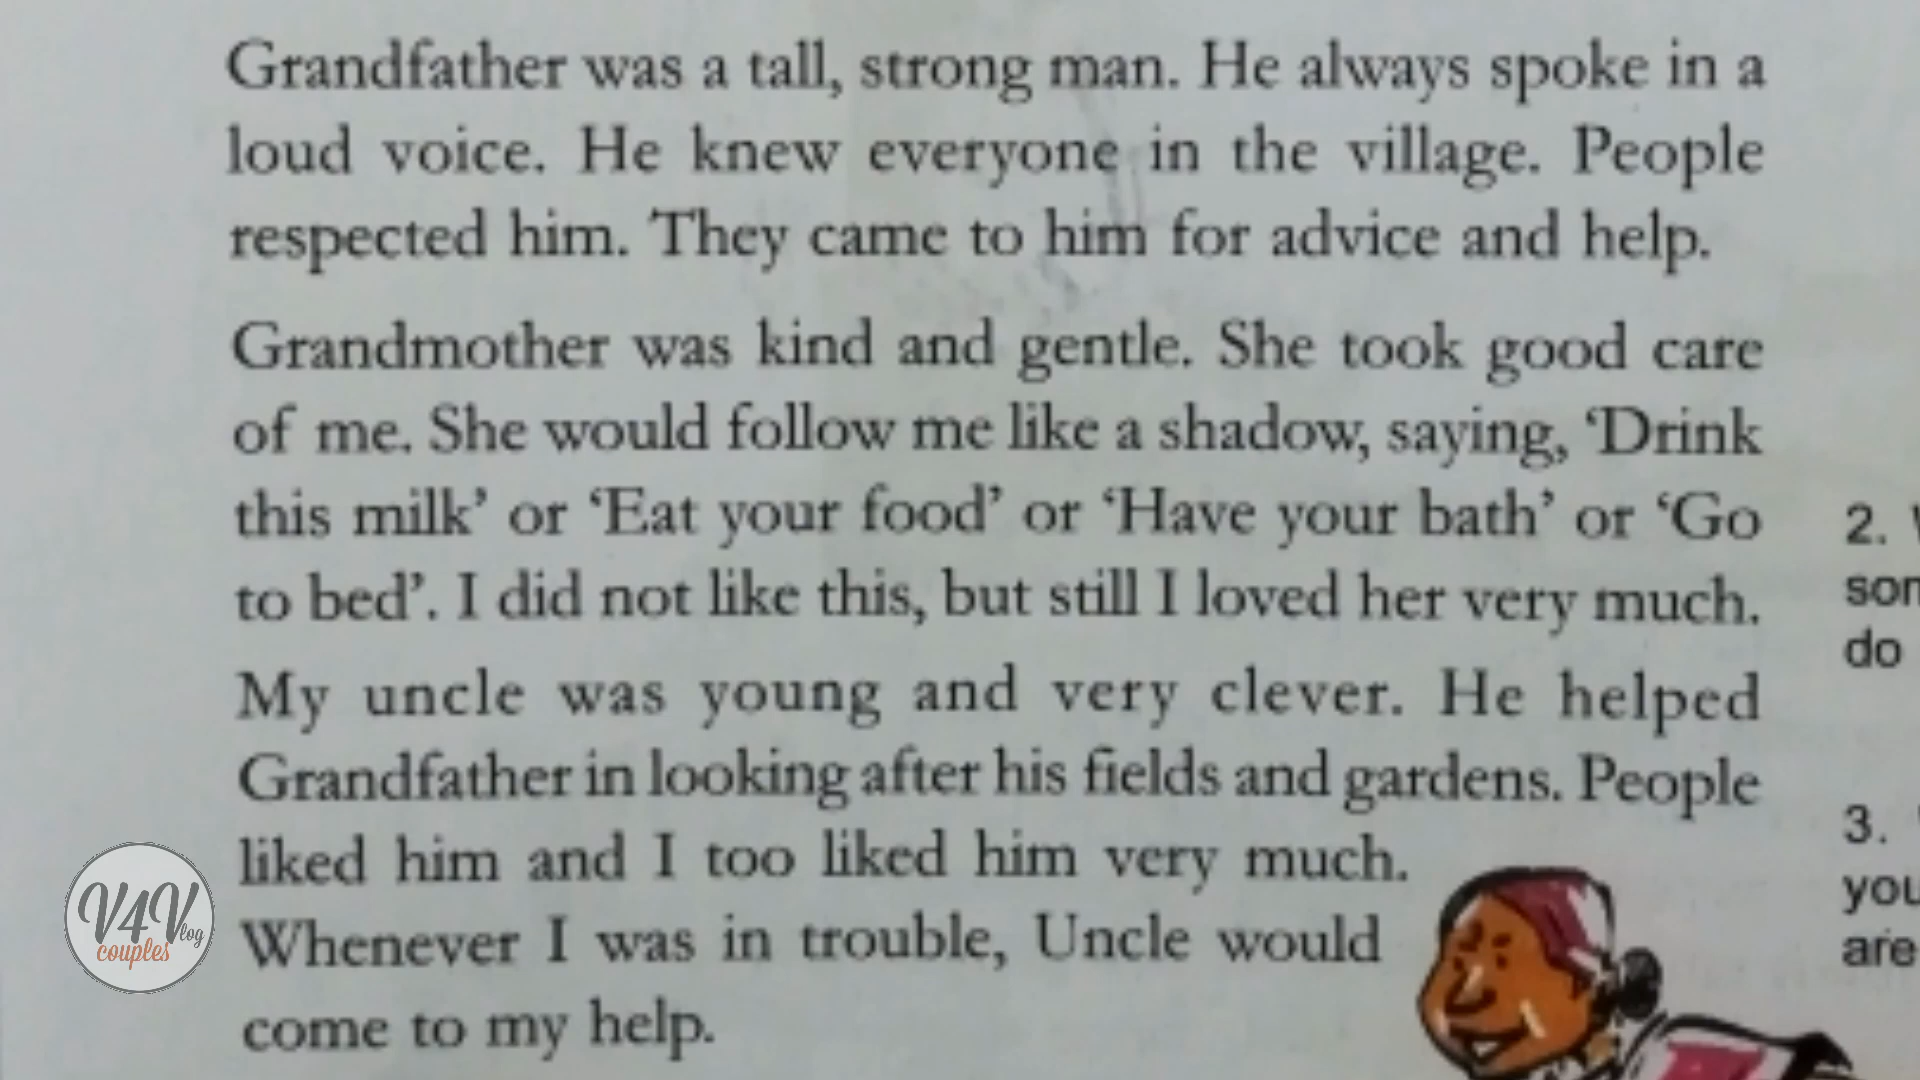 Grandfather was a tall, strong man. He always spoke in a
loud voice. He knew everyone in the village. People
respected him. They came to him for advice and help.
Grandmother was kind and gentle. She took good care
of me. She would follow me like a shadow, saying, ‘Drink
this milk’ or ‘Eat your food’ or ‘Have your bath’ or ‘Go
to bed’. I did not like this, but still I loved her very much.
My uncle was young and very clever. He helped
Grandfather in looking after his fields and gardens. People
liked him and I too liked him very much.
Whenever I was in trouble, Uncle would
come to my help.
2.
do
3.
are
V4V
Vlog
couples